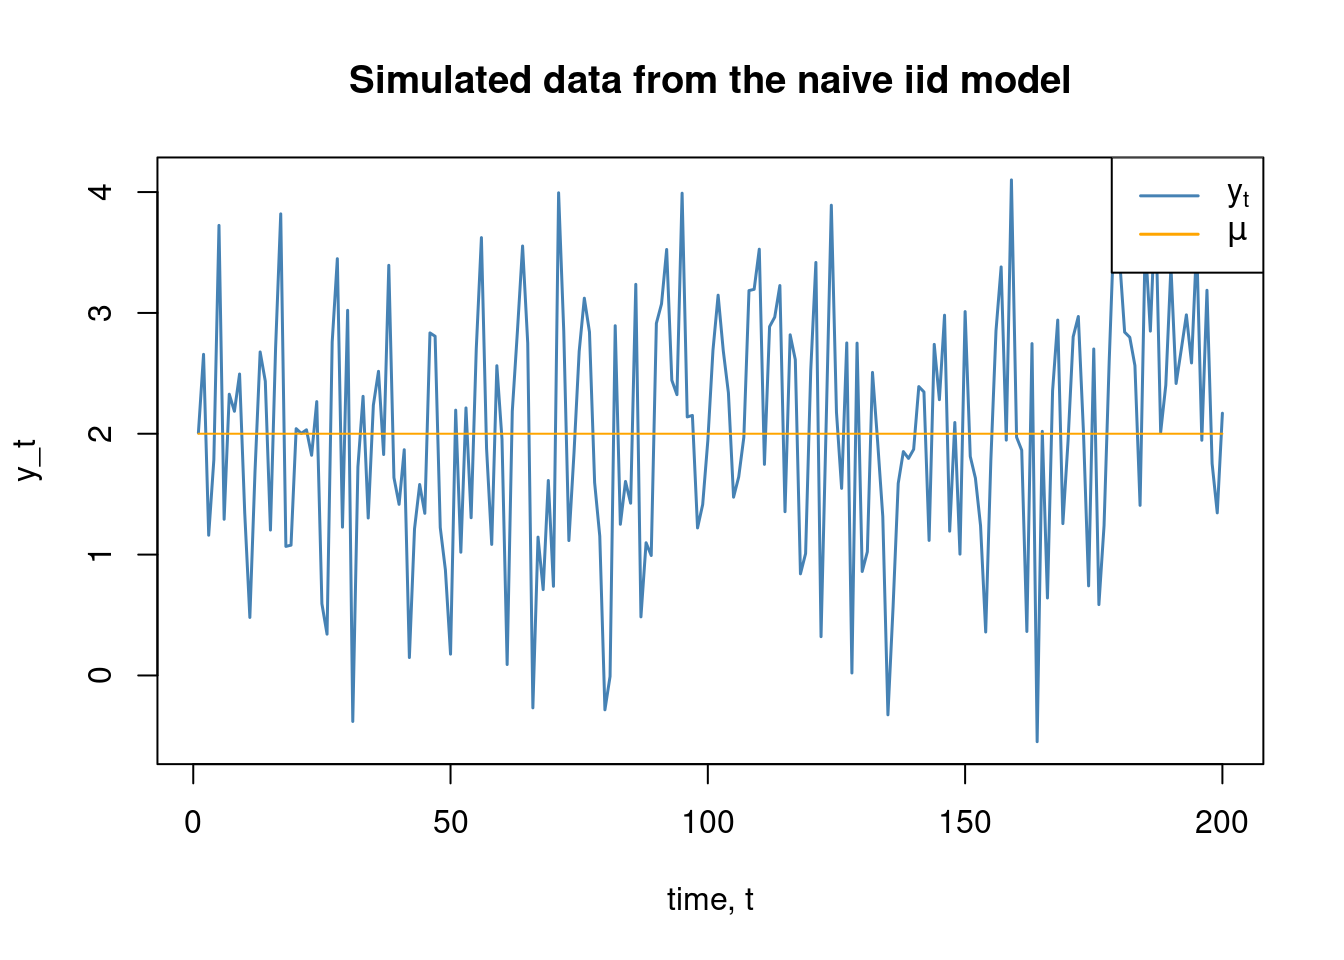 Simulated data from the naive iid model
y_t
4
3
2
1
0
yₜ
μ
0 50 100 150 200
time, t